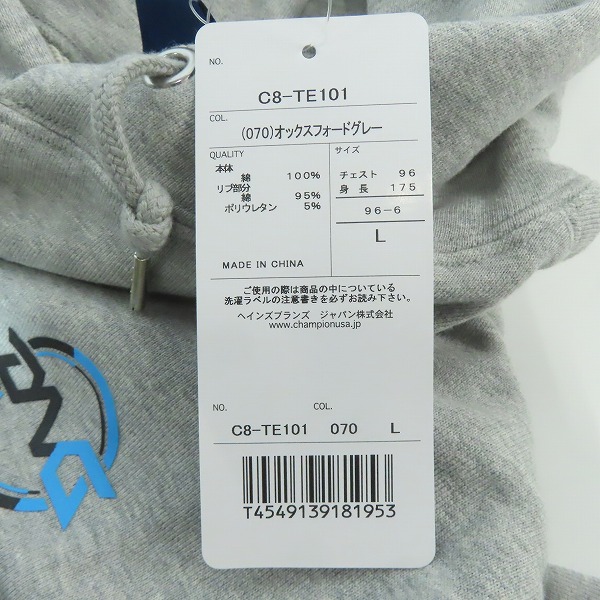 NO.
C8-TE101
COL.
(070)オックスフォードグレー
QUALITY
本体
綿 100%
リブ部分
綿 95%
ポリウレタン 5%
MADE IN CHINA
サイズ
チェスト 96
身長 175
96-6
L
ご使用の際は商品の中についている
洗濯ラベルの注意書きを必ずお読み下さい。
ヘインズブランズ ジャパン株式会社
www.championusa.jp
NO. COL.
C8-TE101 070 L
T4549139181953